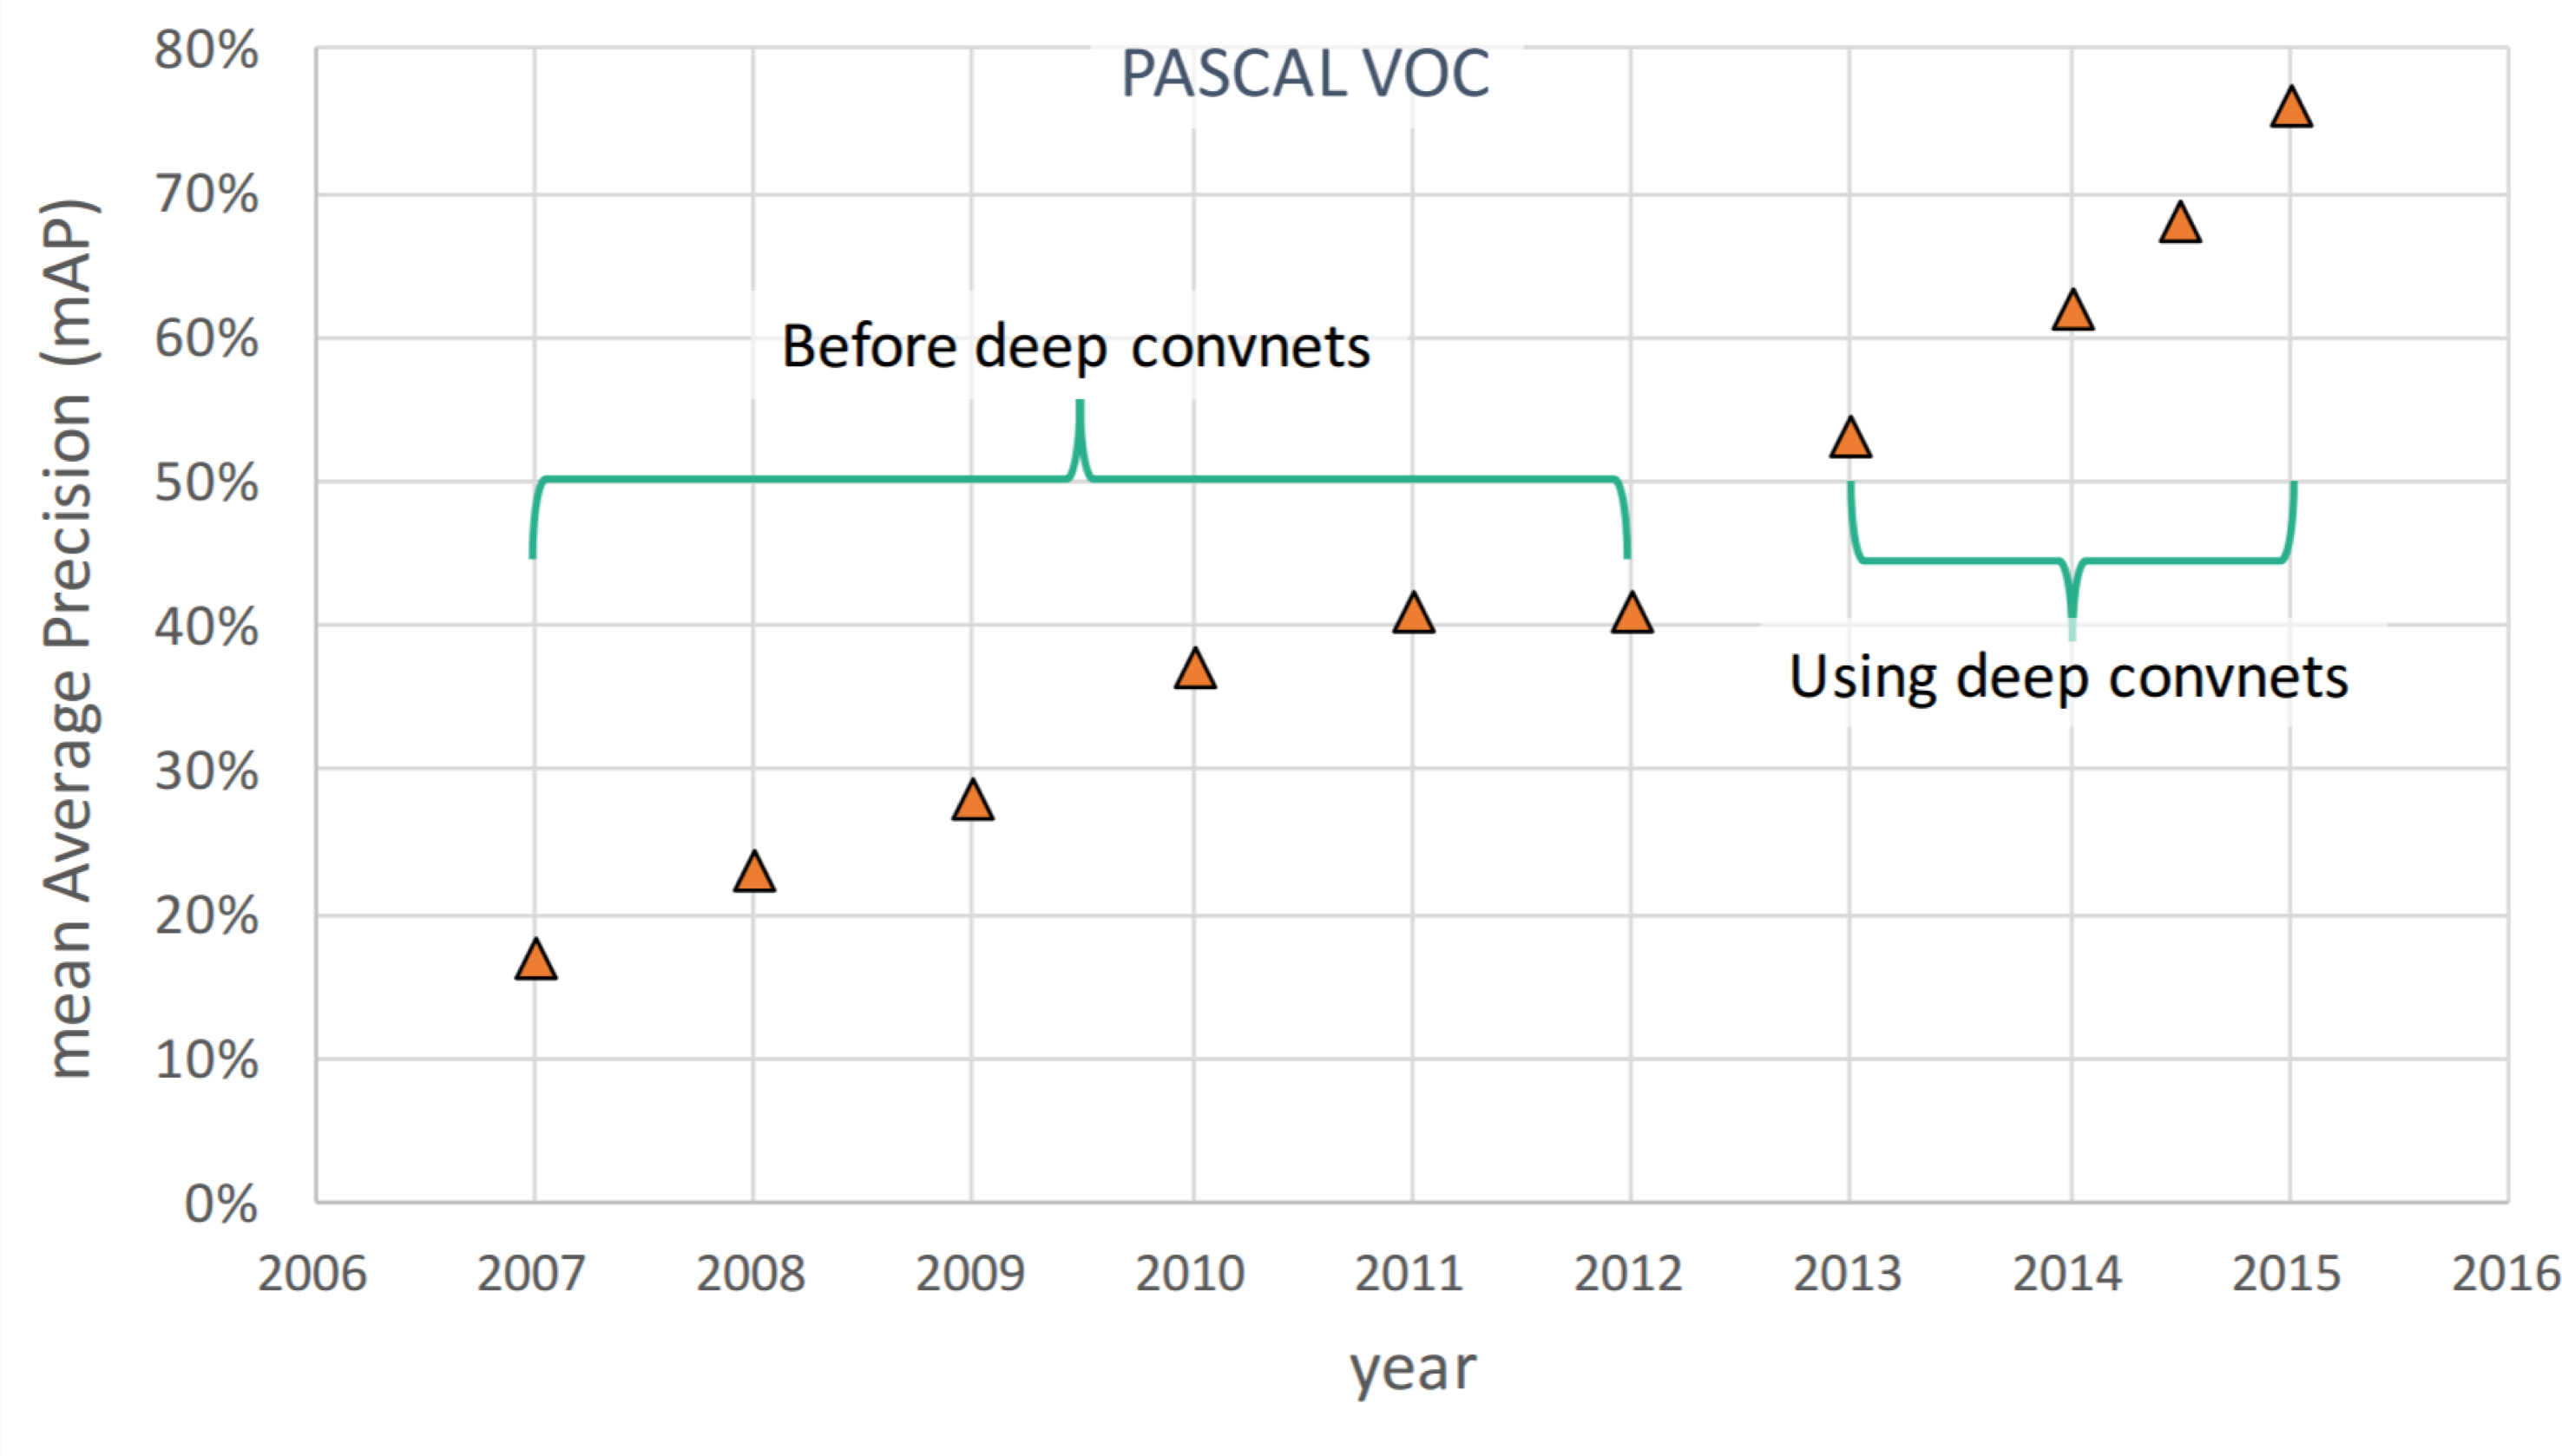 PASCAL VOC
mean Average Precision (mAP)
80%
70%
60%
50%
40%
30%
20%
10%
0%
Before deep convnets
Using deep convnets
2006 2007 2008 2009 2010 2011 2012 2013 2014 2015 2016
year